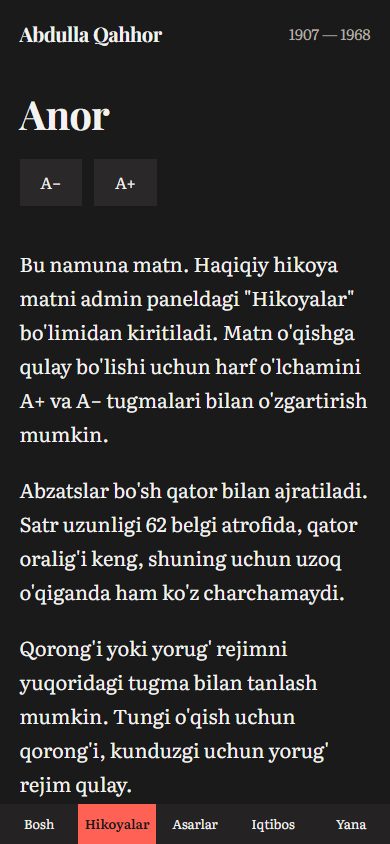 Abdulla Qahhor
1907 — 1968
Anor
A−
A+
Bu namuna matn. Haqiqiy hikoya
matni admin paneldagi "Hikoyalar"
bo'limidan kiritiladi. Matn o'qishga
qulay bo'lishi uchun harf o'lchamini
A+ va A− tugmalari bilan o'zgartirish
mumkin.
Abzatslar bo'sh qator bilan ajratiladi.
Satr uzunligi 62 belgi atrofida, qator
oralig'i keng, shuning uchun uzoq
o'qiganda ham ko'z charchamaydi.
Qorong'i yoki yorug' rejimni
yuqoridagi tugma bilan tanlash
mumkin. Tungi o'qish uchun
qorong'i, kunduzgi uchun yorug'
rejim qulay.
Bosh
Hikoyalar
Asarlar
Iqtibos
Yana